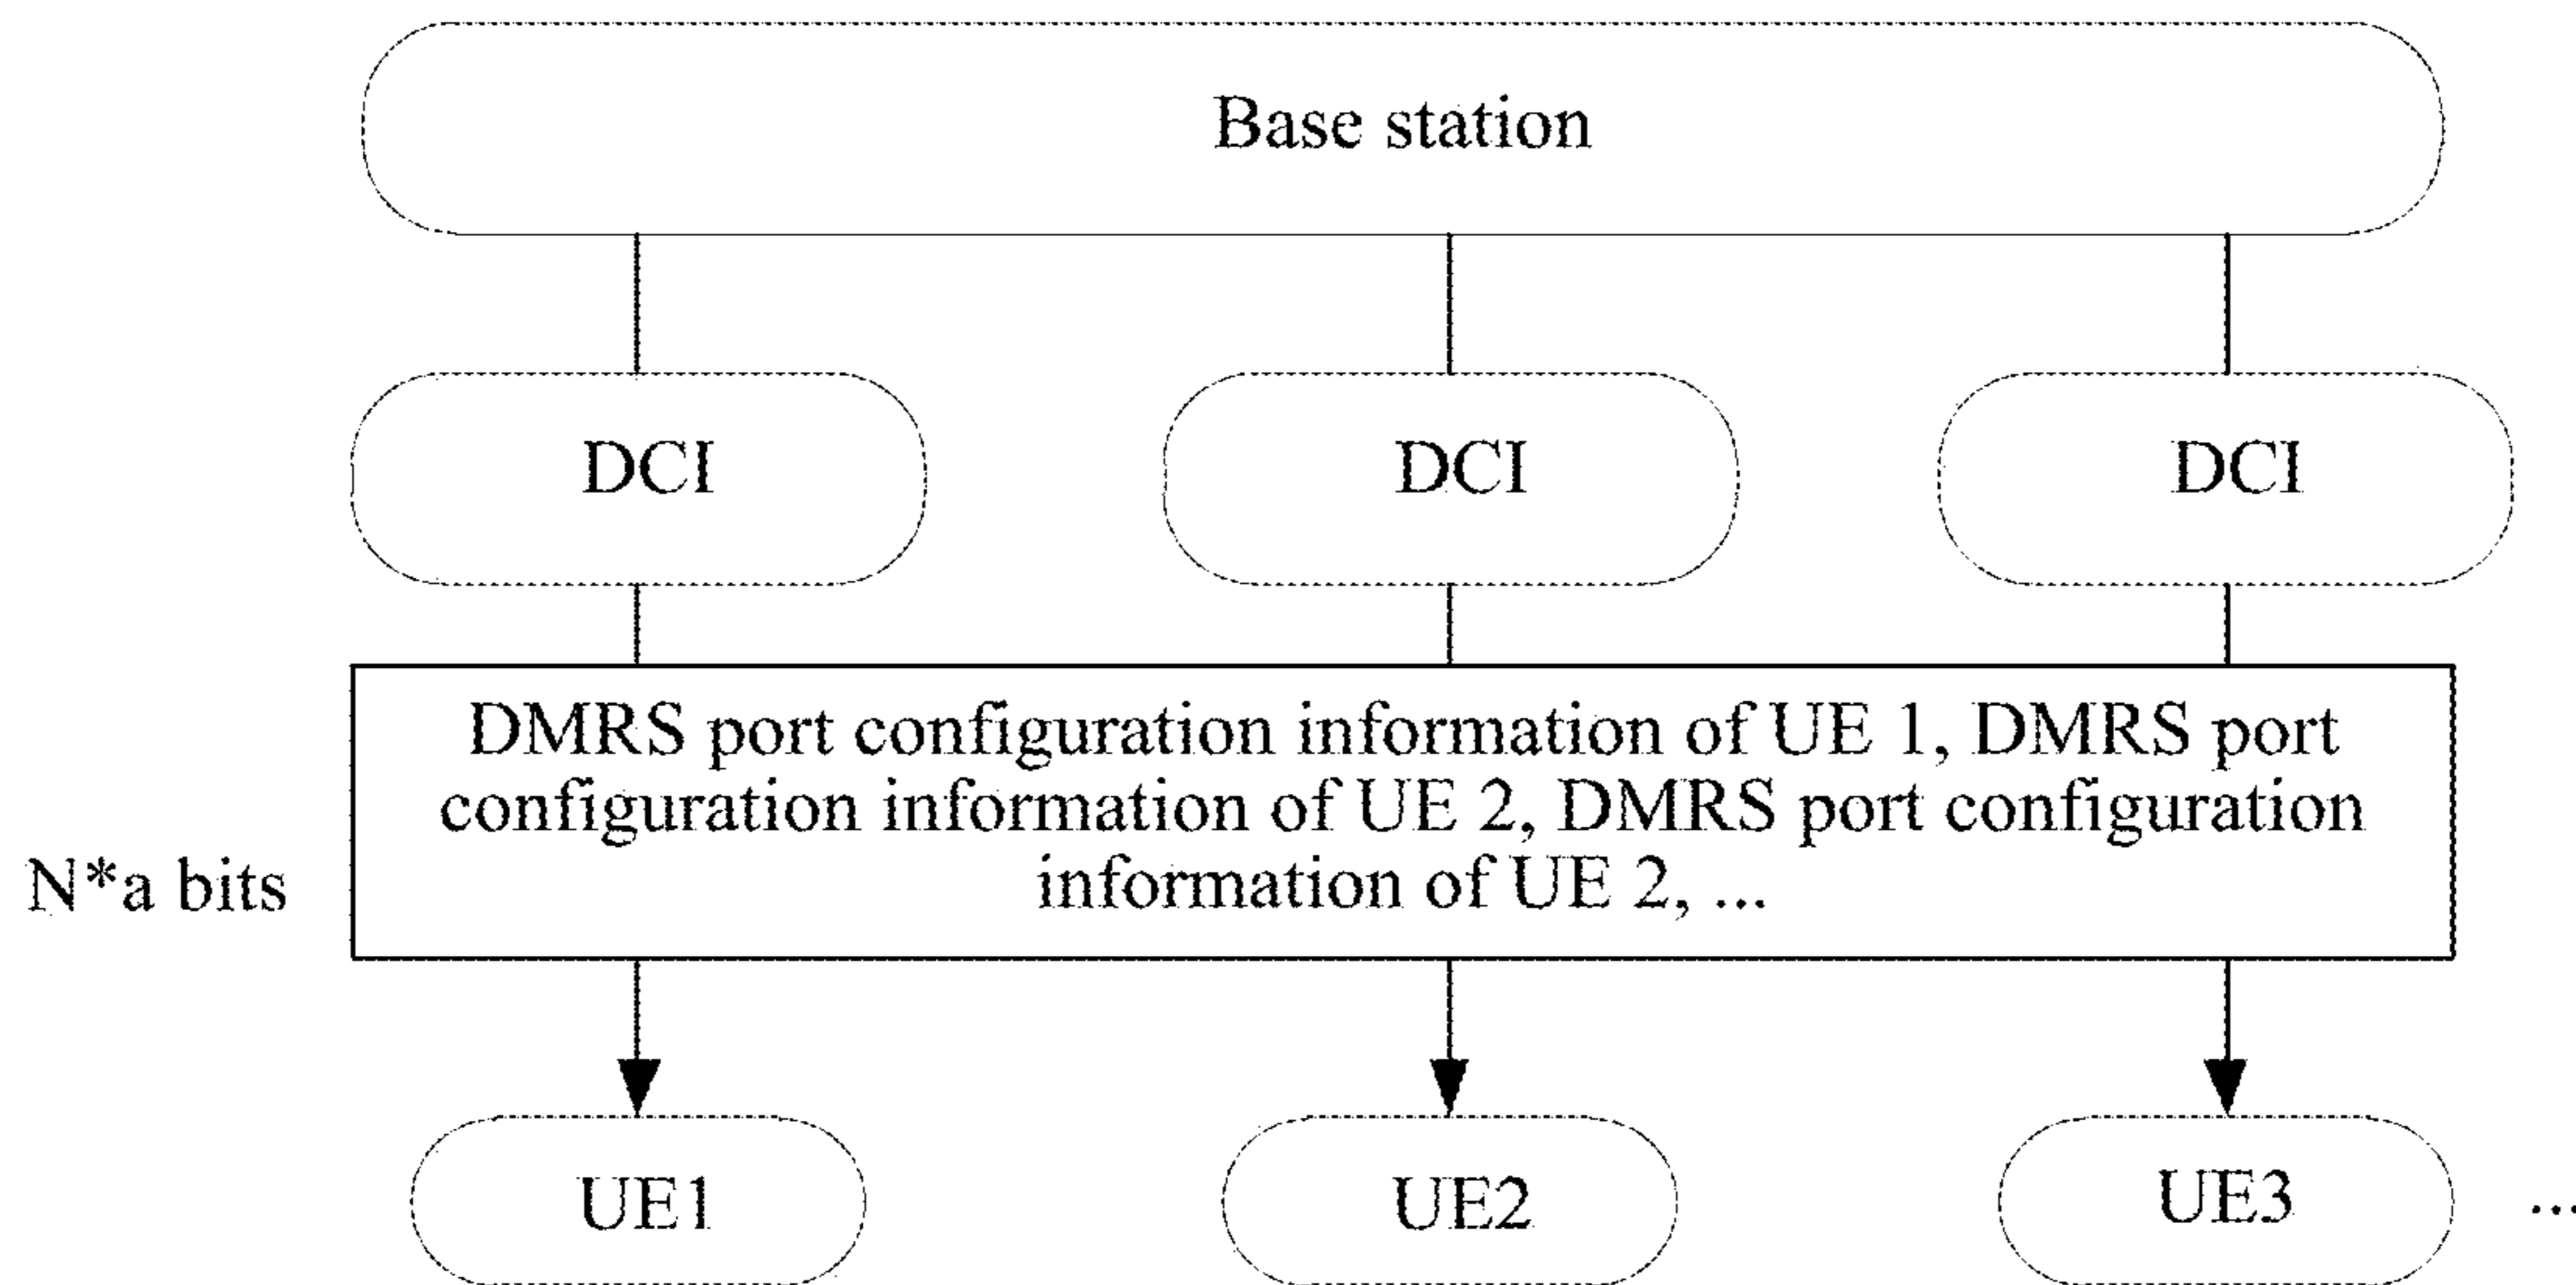 Base station
DCI
DCI
DCI
DMRS port configuration information of UE 1, DMRS port
configuration information of UE 2, DMRS port configuration
information of UE 2, ...
N*a bits
UE1
UE2
UE3
...